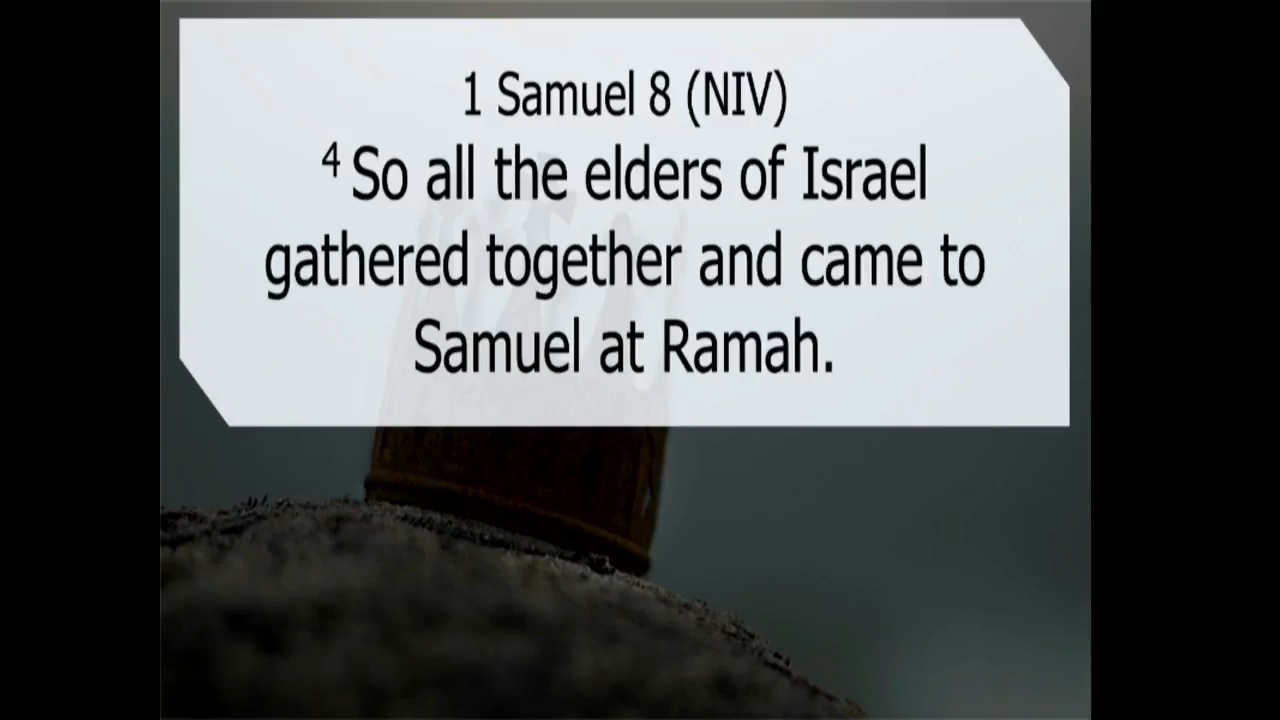 1 Samuel 8 (NIV)
4 So all the elders of Israel
gathered together and came to
Samuel at Ramah.